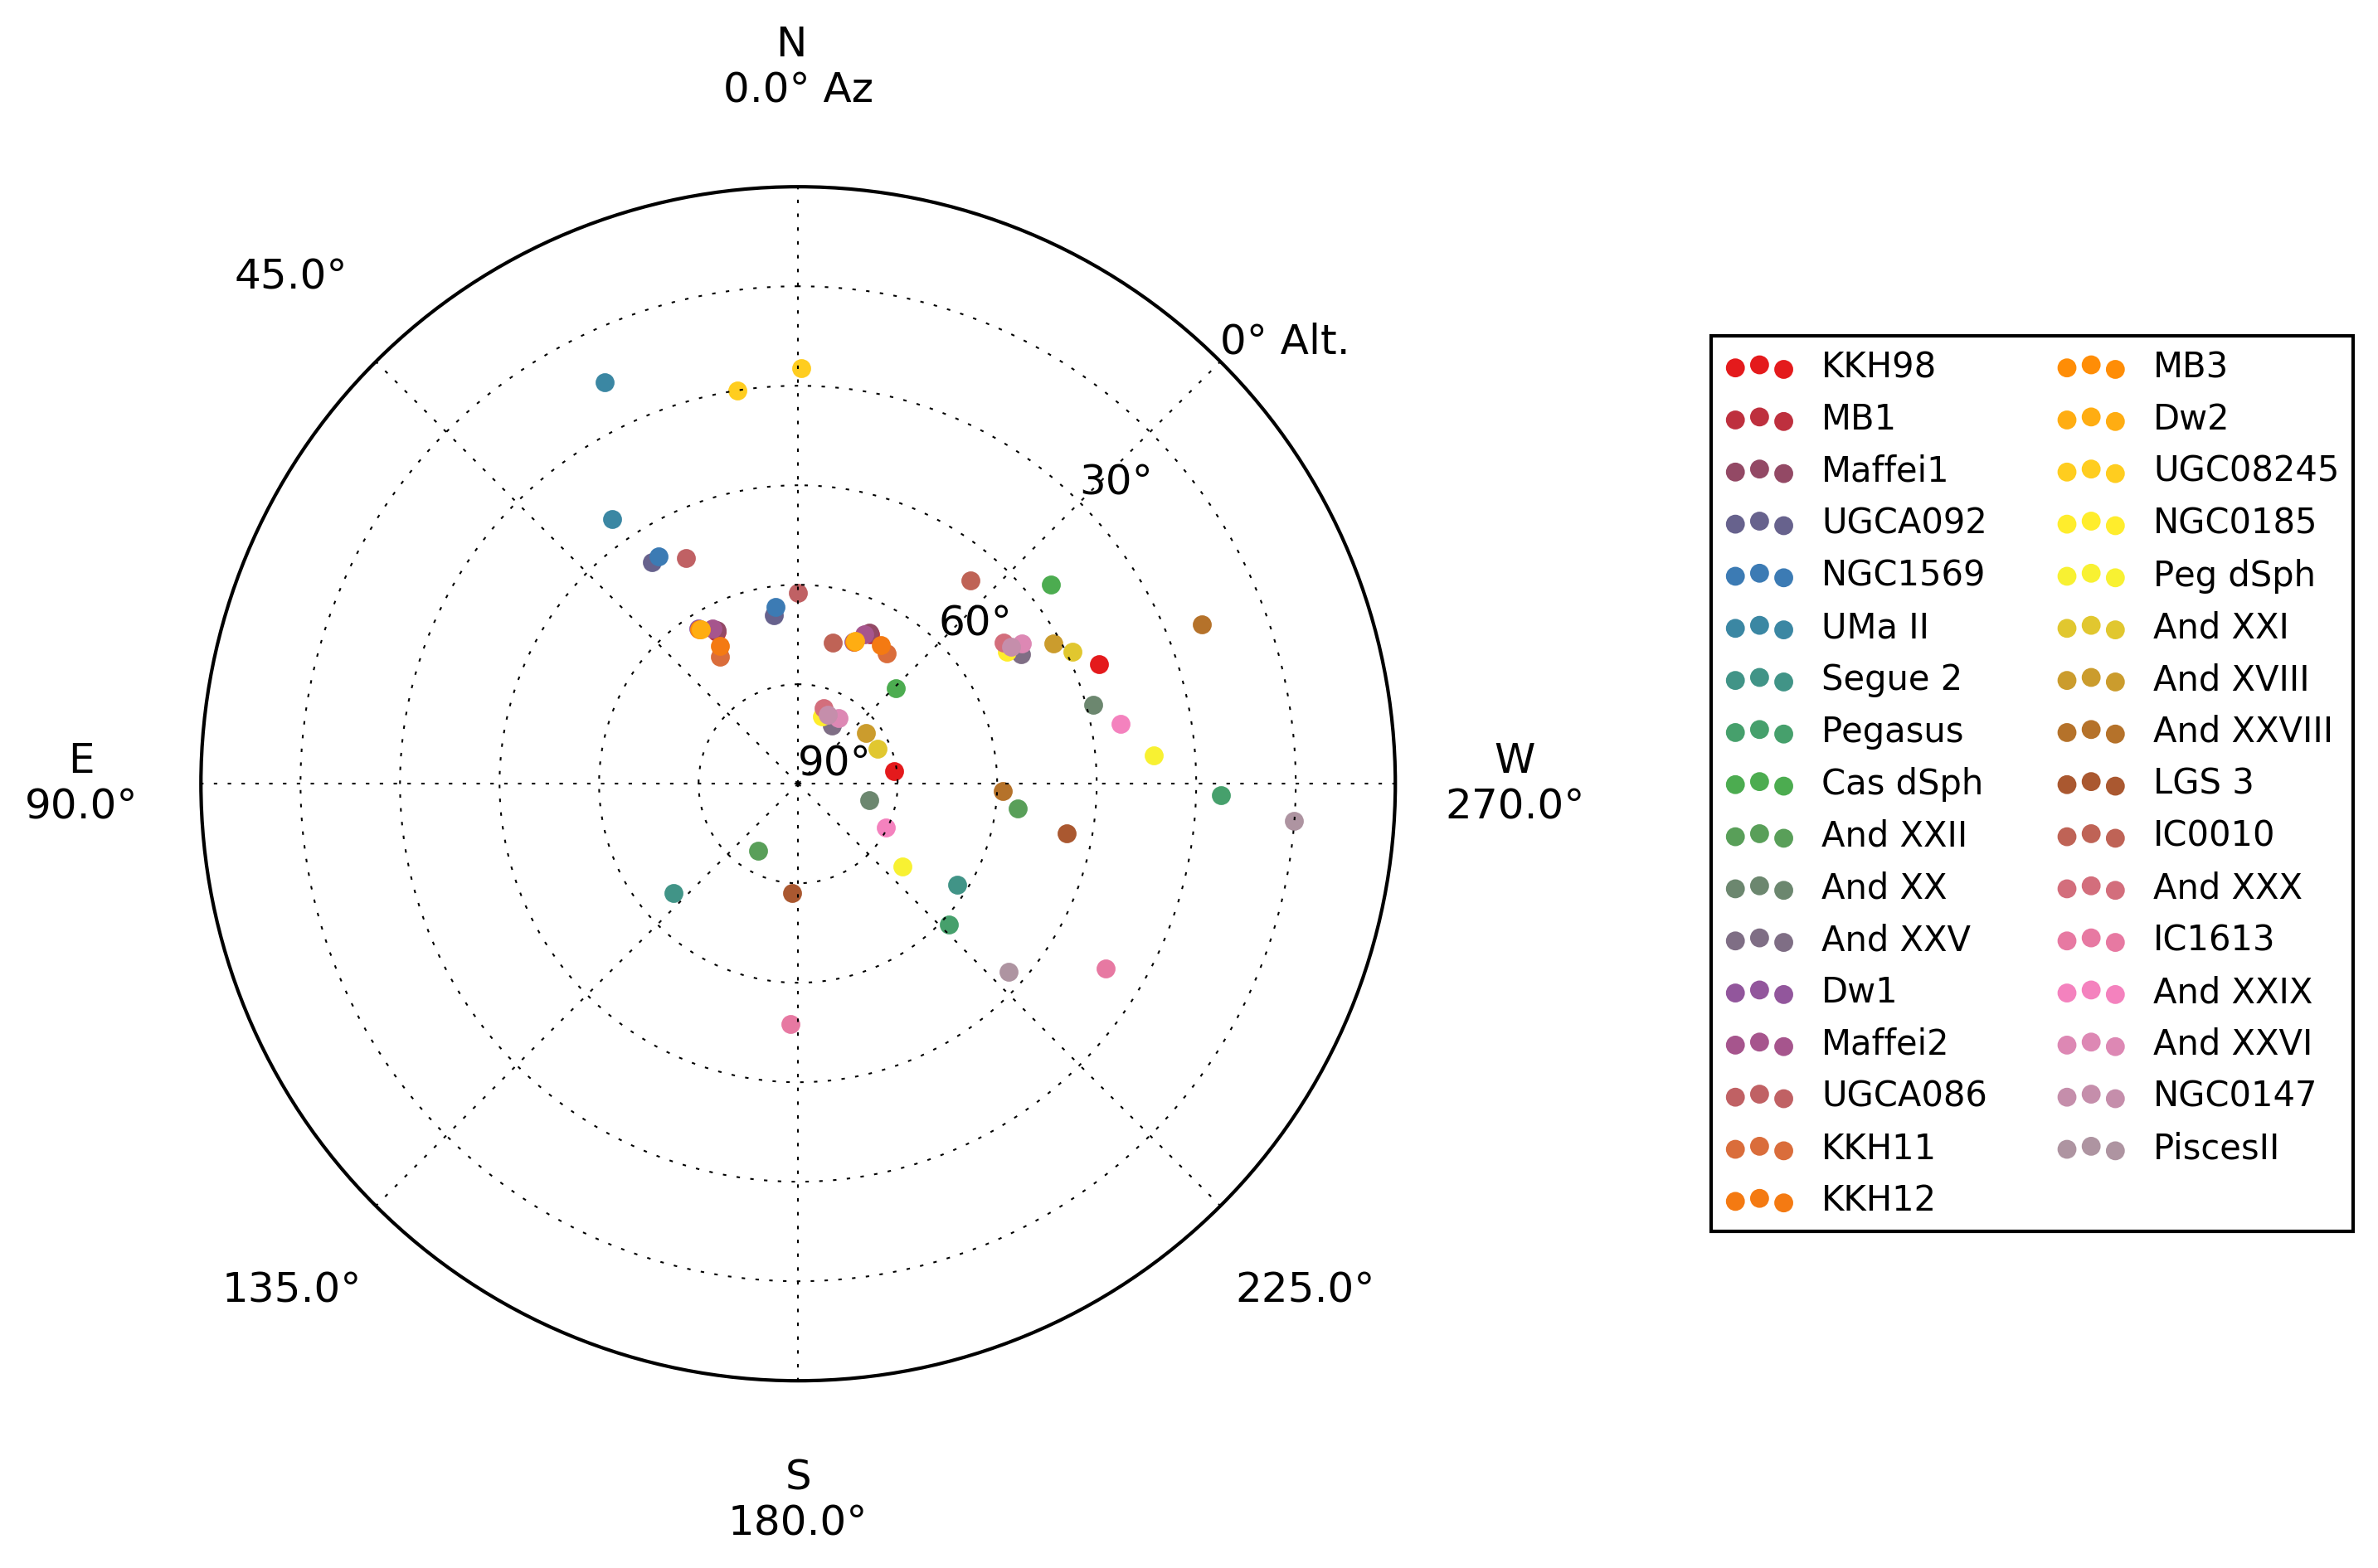 N
0.0° Az
45.0°
0° Alt.
30°
60°
90°
E
90.0°
W
270.0°
135.0°
225.0°
S
180.0°
KKH98
MB1
Maffei1
UGCA092
NGC1569
UMa II
Segue 2
Pegasus
Cas dSph
And XXII
And XX
And XXV
Dw1
Maffei2
UGCA086
KKH11
KKH12
MB3
Dw2
UGC08245
NGC0185
Peg dSph
And XXI
And XVIII
And XXVIII
LGS 3
IC0010
And XXX
IC1613
And XXIX
And XXVI
NGC0147
PiscesII